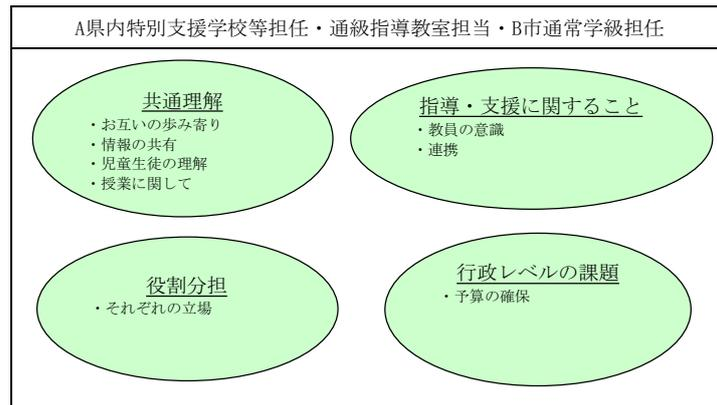 A県内特別支援学校等担任・通級指導教室担当・B市通常学級担任
共通理解
・お互いの歩み寄り
・情報の共有
・児童生徒の理解
・授業に関して
指導・支援に関すること
・教員の意識
・連携
役割分担
・それぞれの立場
行政レベルの課題
・予算の確保